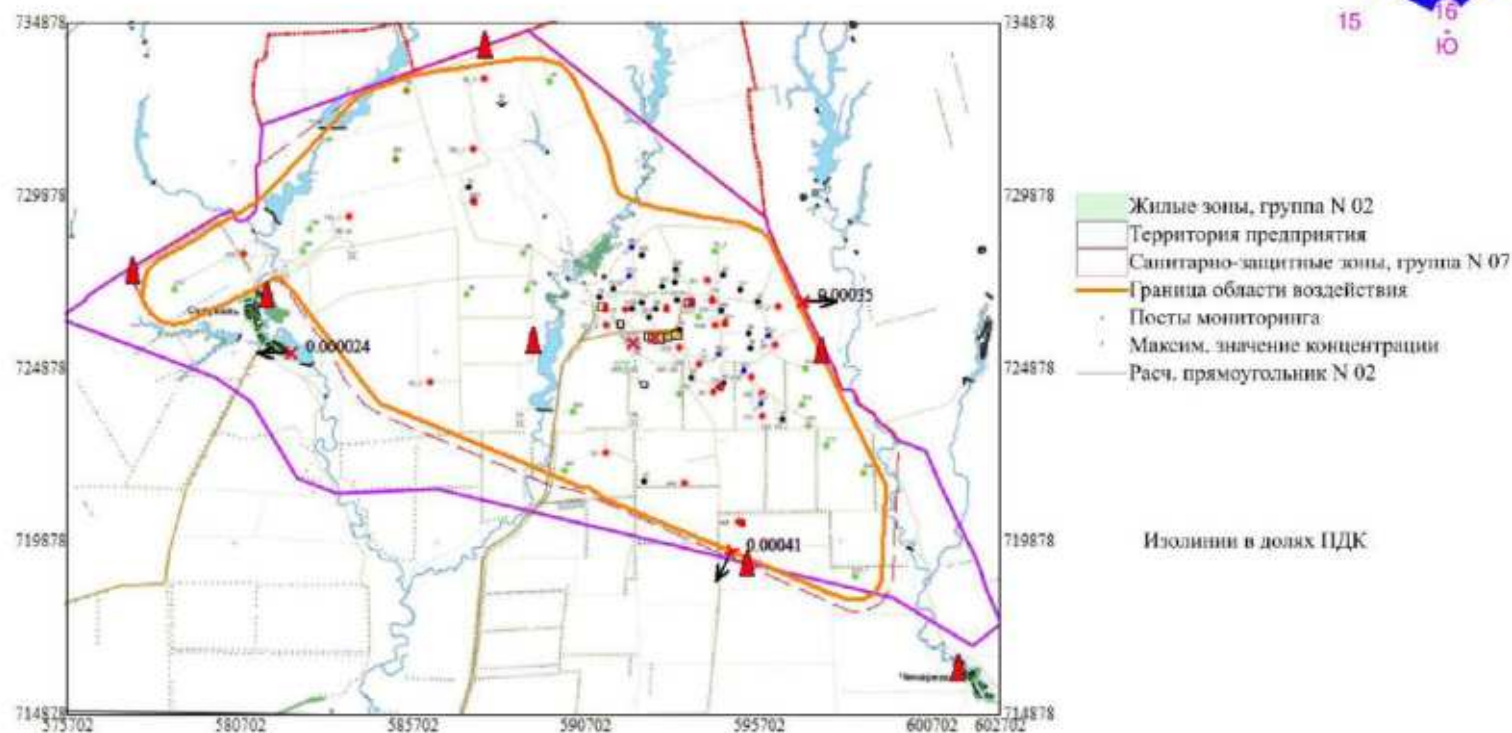 734878
734878
15
16
Ю
729878
729878
Жилые зоны, группа N 02
Территория предприятия
Санитарно-защитные зоны, группа N 07
Граница области воздействия
Посты мониторинга
Максим. значение концентрации
Расч. прямоугольник N 02
0.00035
0.000024
724878
724878
719878
719878
0.00041
Изолинии в долях ПДК
714878
714878
575702
580702
585702
590702
595702
600702
602702